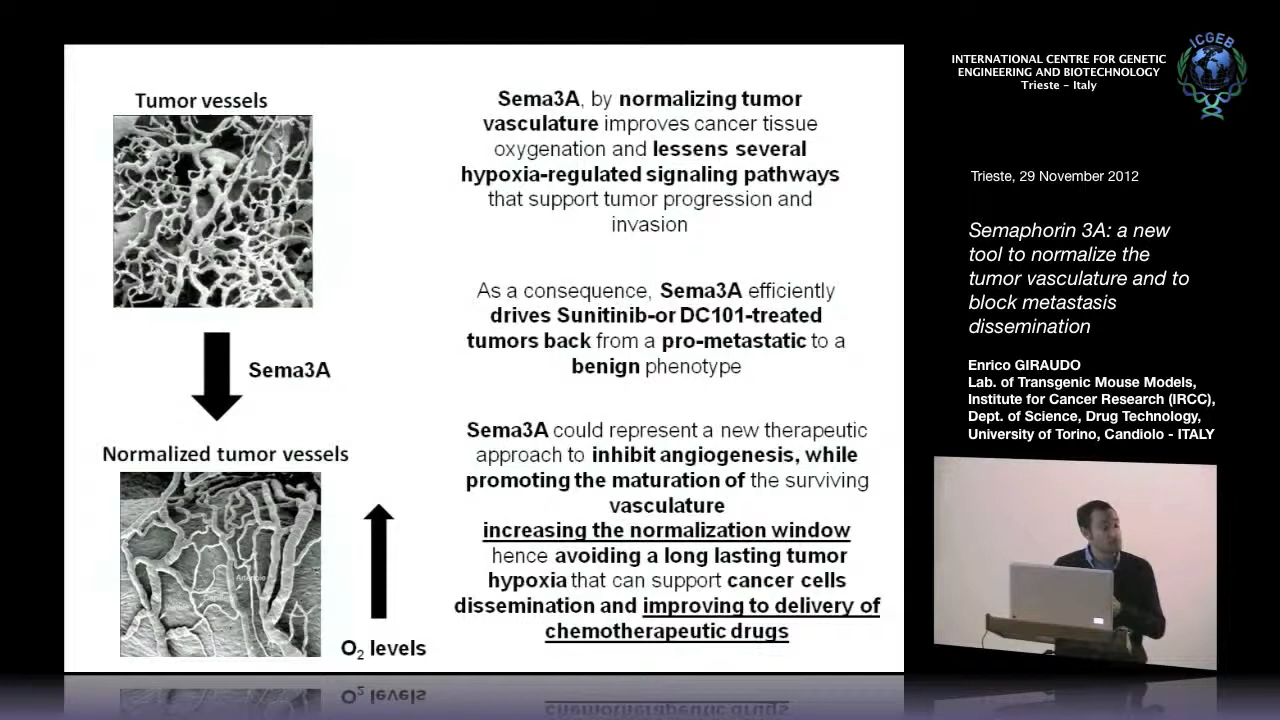 Tumor vessels
Sema3A
Normalized tumor vessels
O2 levels
Sema3A, by normalizing tumor
vasculature improves cancer tissue
oxygenation and lessens several
hypoxia-regulated signaling pathways
that support tumor progression and
invasion
As a consequence, Sema3A efficiently
drives Sunitinib-or DC101-treated
tumors back from a pro-metastatic to a
benign phenotype
Sema3A could represent a new therapeutic
approach to inhibit angiogenesis, while
promoting the maturation of the surviving
vasculature
increasing the normalization window
hence avoiding a long lasting tumor
hypoxia that can support cancer cells
dissemination and improving to delivery of
chemotherapeutic drugs
INTERNATIONAL CENTRE FOR GENETIC
ENGINEERING AND BIOTECHNOLOGY
Trieste - Italy
ICGEB
Trieste, 29 November 2012
Semaphorin 3A: a new
tool to normalize the
tumor vasculature and to
block metastasis
dissemination
Enrico GIRAUDO
Lab. of Transgenic Mouse Models,
Institute for Cancer Research (IRCC),
Dept. of Science, Drug Technology,
University of Torino, Candiolo - ITALY